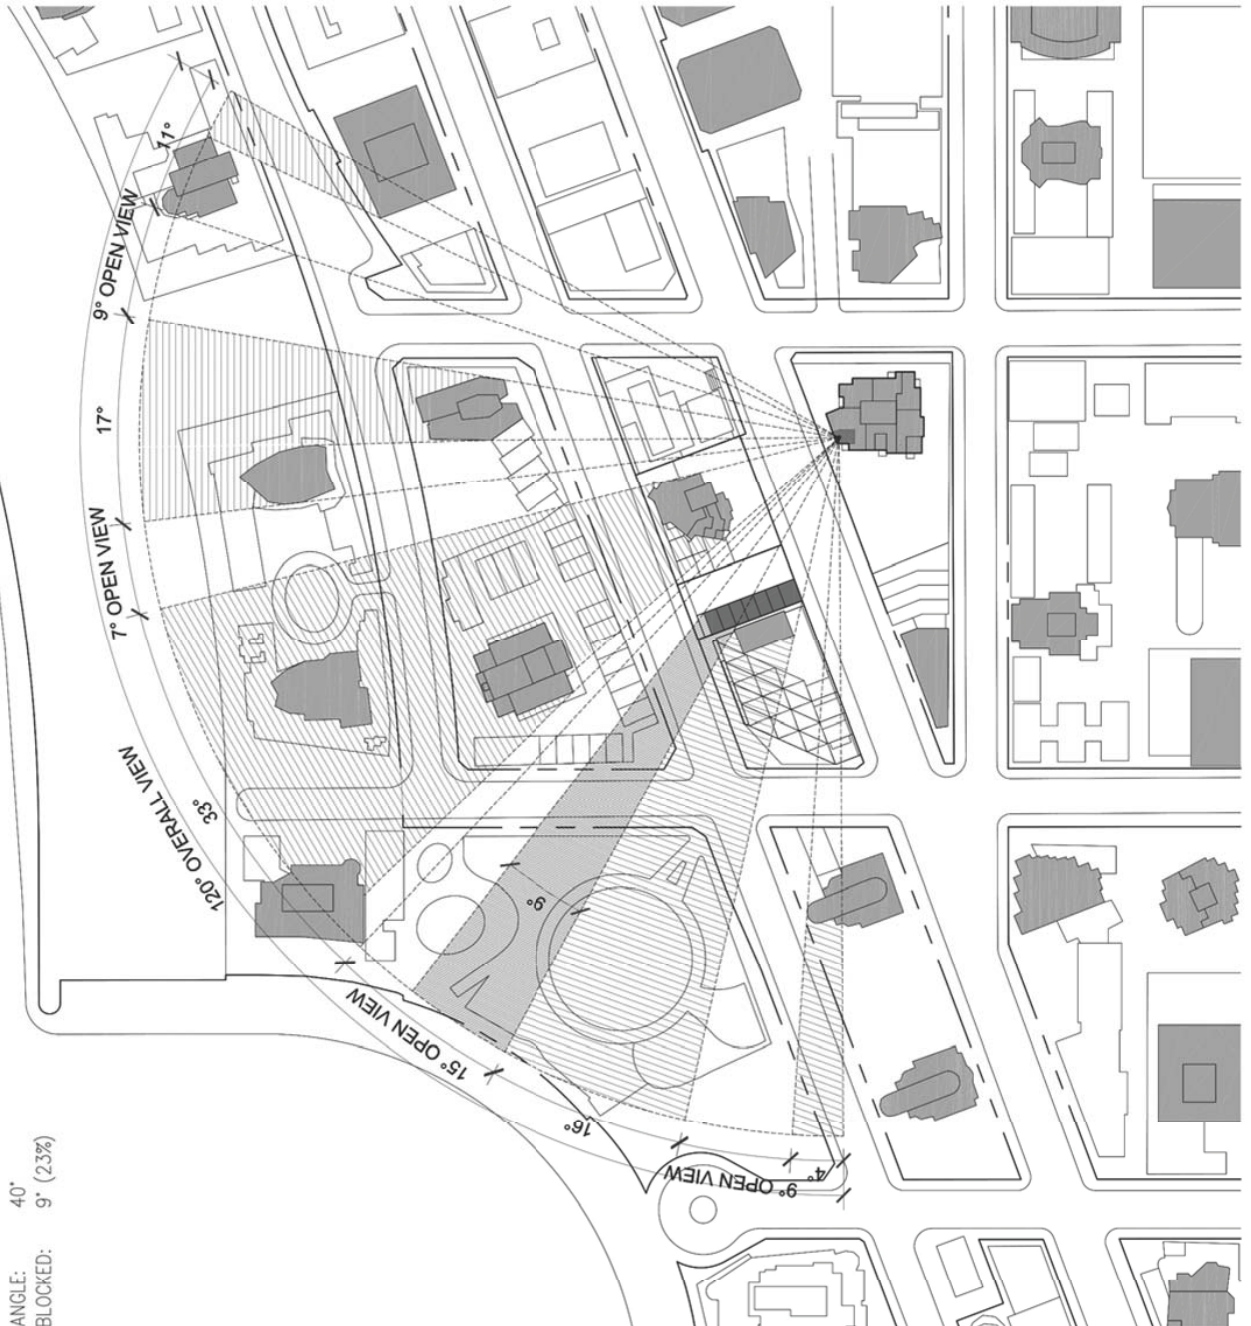 11°
9° OPEN VIEW
17°
7° OPEN VIEW
120° OVERALL VIEW
33°
9°
15° OPEN VIEW
16°
9° OPEN VIEW
4°
ANGLE: 40°
BLOCKED: 9° (23%)